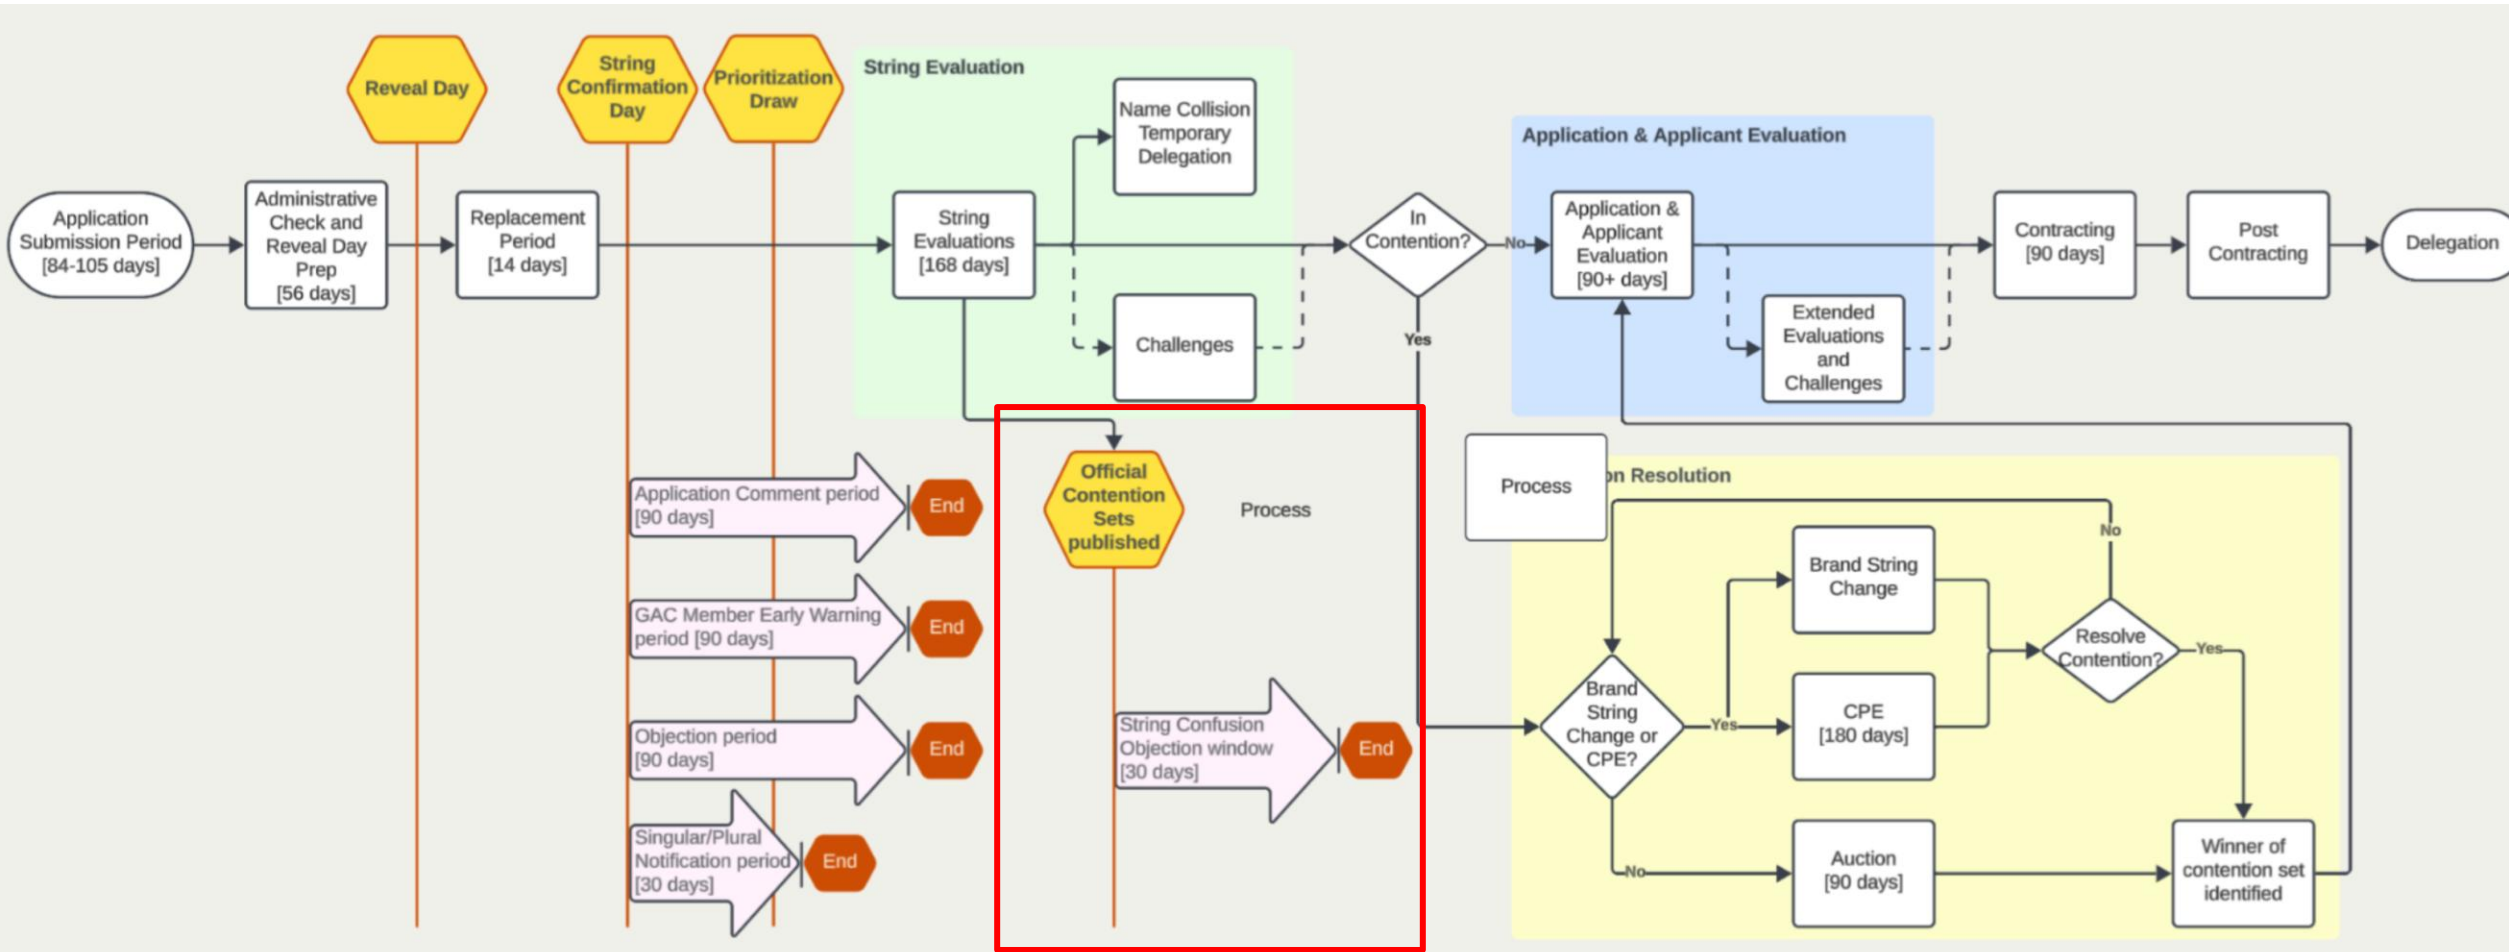 Reveal Day
String
Confirmation
Day
Prioritization
Draw
String Evaluation
Name Collision
Temporary
Delegation
Application & Applicant Evaluation
Application
Submission Period
[84-105 days]
Administrative
Check and
Reveal Day
Prep
[56 days]
Replacement
Period
[14 days]
String
Evaluations
[168 days]
In
Contention?
No
Application &
Applicant
Evaluation
[90+ days]
Contracting
[90 days]
Post
Contracting
Delegation
Yes
Challenges
Extended
Evaluations
and
Challenges
Application Comment period
[90 days]
End
Official
Contention
Sets
published
Process
Process
on Resolution
GAC Member Early Warning
period [90 days]
End
Brand String
Change
No
Resolve
Contention?
Yes
Objection period
[90 days]
End
String Confusion
Objection window
[30 days]
End
Brand
String
Change or
CPE?
Yes
CPE
[180 days]
Singular/Plural
Notification period
[30 days]
End
No
Auction
[90 days]
Winner of
contention set
identified